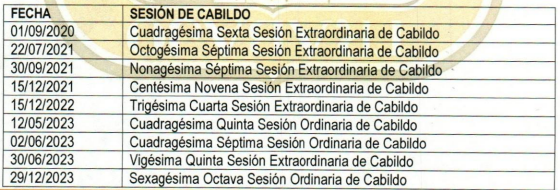 FECHA SESIÓN DE CABILDO
01/09/2020 Cuadragésima Sexta Sesión Extraordinaria de Cabildo
22/07/2021 Octogésima Séptima Sesión Extraordinaria de Cabildo
30/09/2021 Nonagésima Séptima Sesión Extraordinaria de Cabildo
15/12/2021 Centésima Novena Sesión Extraordinaria de Cabildo
15/12/2022 Trigésima Cuarta Sesión Extraordinaria de Cabildo
12/05/2023 Cuadragésima Quinta Sesión Ordinaria de Cabildo
02/06/2023 Cuadragésima Séptima Sesión Ordinaria de Cabildo
30/06/2023 Vigésima Quinta Sesión Extraordinaria de Cabildo
29/12/2023 Sexagésima Octava Sesión Ordinaria de Cabildo